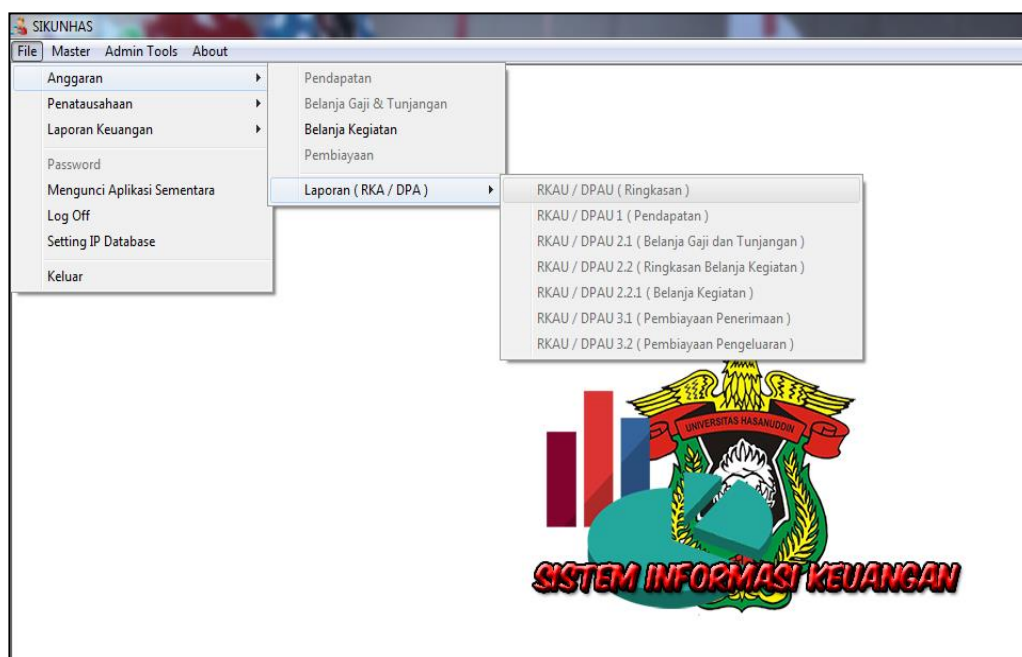 SIKUNHAS
File Master Admin Tools About
Anggaran
Penatausahaan
Laporan Keuangan
Password
Mengunci Aplikasi Sementara
Log Off
Setting IP Database
Keluar
Pendapatan
Belanja Gaji & Tunjangan
Belanja Kegiatan
Pembiayaan
Laporan ( RKA / DPA )
RKAU / DPAU ( Ringkasan )
RKAU / DPAU 1 ( Pendapatan )
RKAU / DPAU 2.1 ( Belanja Gaji dan Tunjangan )
RKAU / DPAU 2.2 ( Ringkasan Belanja Kegiatan )
RKAU / DPAU 2.2.1 ( Belanja Kegiatan )
RKAU / DPAU 3.1 ( Pembiayaan Penerimaan )
RKAU / DPAU 3.2 ( Pembiayaan Pengeluaran )
UNIVERSITAS HASANUDDIN
SISTEM INFORMASI KEUANGAN